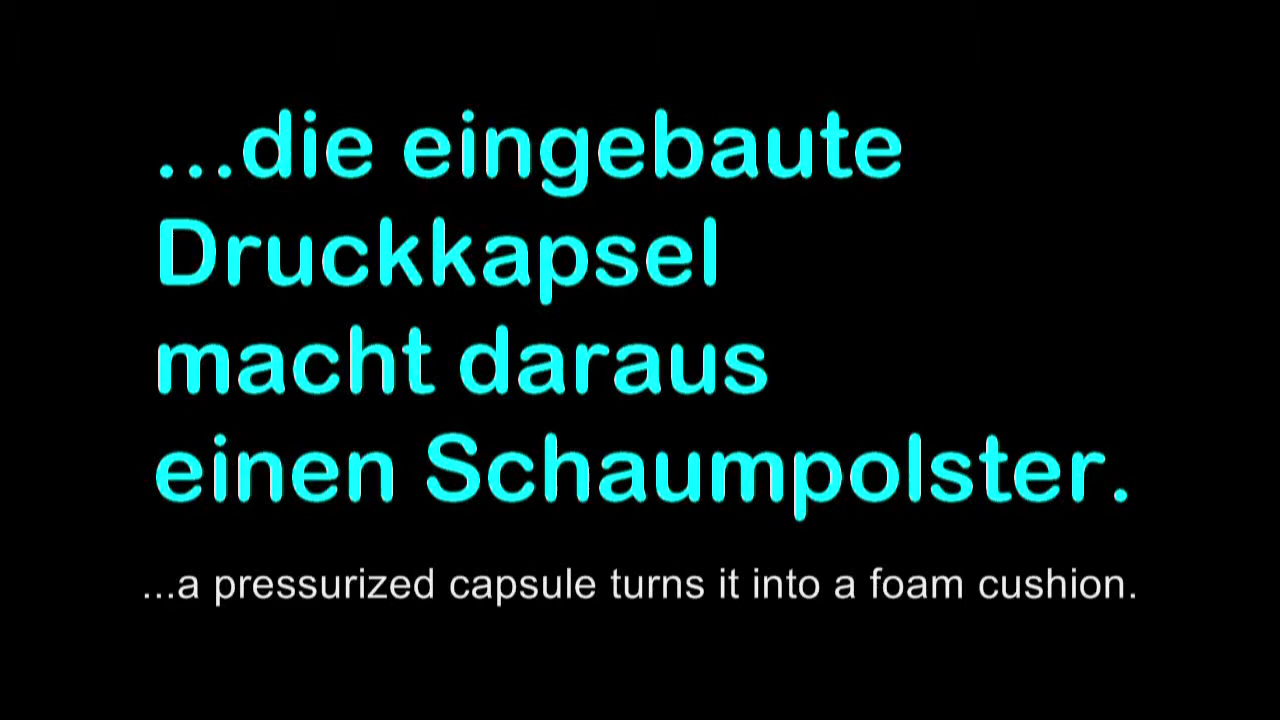 ...die eingebaute
Druckkapsel
macht daraus
einen Schaumpolster.
...a pressurized capsule turns it into a foam cushion.